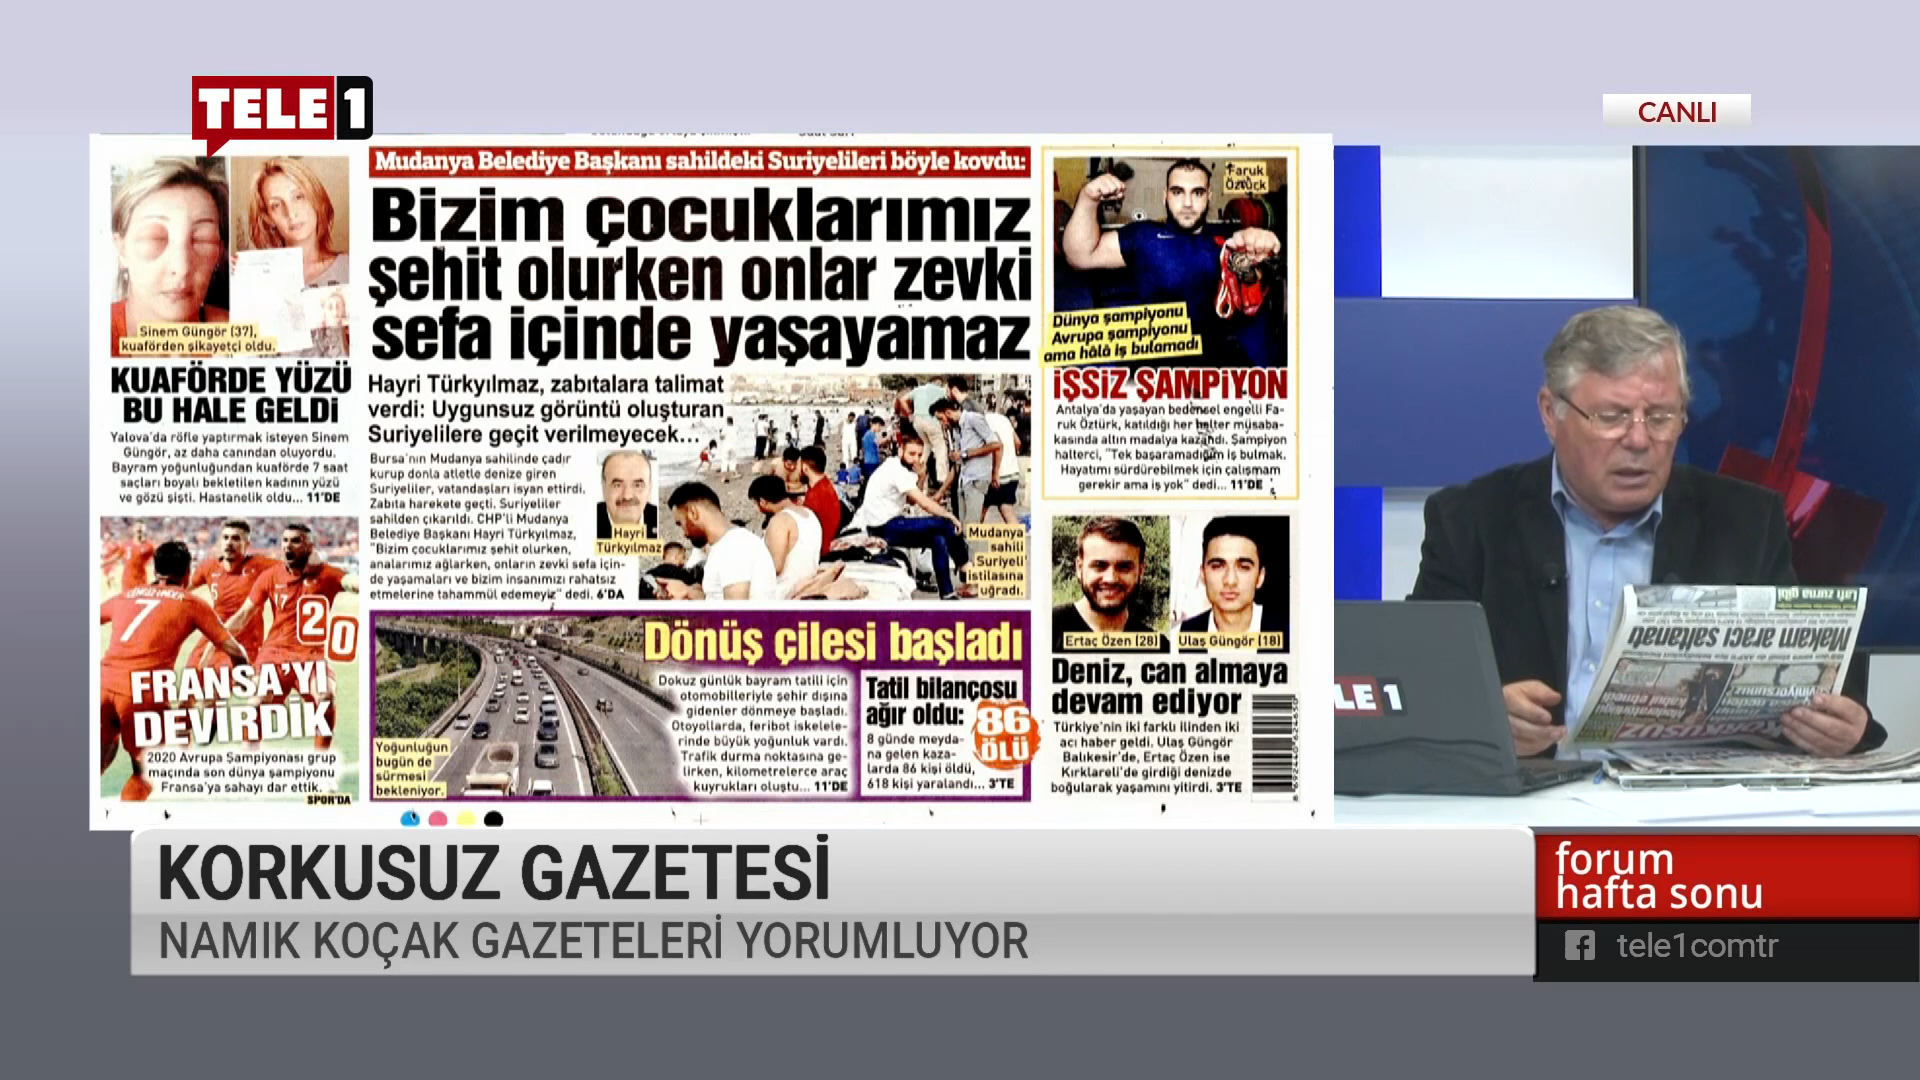 TELE 1
CANLI
Mudanya Belediye Başkanı sahildeki Suriyelileri böyle kovdu:
Bizim çocuklarımız
şehit olurken onlar zevki
sefa içinde yaşayamaz
Hayri Türkyılmaz, zabıtalara talimat
verdi: Uygunsuz görüntü oluşturan
Suriyelilere geçit verilmeyecek...
Bursa'nın Mudanya sahilinde çadır
kurup donla atletle denize giren
Suriyeliler, vatandaşları isyan ettirdi.
Zabıta harekete geçti. Suriyeliler
sahilden çıkarıldı. CHP'li Mudanya
Belediye Başkanı Hayri Türkyılmaz,
"Bizim çocuklarımız şehit olurken,
analarımız ağlarken, onların zevki sefa için-
de yaşamaları ve bizim insanımızı rahatsız
etmelerine tahammül edemeyiz" dedi. 6'DA
Hayri
Türkyılmaz
Mudanya
sahili
Suriyeli
istilasına
uğradı.
Sinem Güngör (37),
kuaförden şikayetçi oldu.
KUAFÖRDE YÜZÜ
BU HALE GELDİ
Yalova'da röfle yaptırmak isteyen Sinem
Güngör, az daha canından oluyordu.
Bayram yoğunluğundan kuaförde 7 saat
saçları boyalı bekletilen kadının yüzü
ve gözü şişti. Hastanelik oldu... 11'DE
7
17
2 0
FRANSA'YI
DEVİRDİK
2020 Avrupa Şampiyonası grup
maçında son dünya şampiyonu
Fransa'ya sahayı dar ettik.
SPOR'DA
Dönüş çilesi başladı
Dokuz günlük bayram tatili için
otomobilleriyle şehir dışına
gidenler dönmeye başladı.
Otoyollarda, feribot iskelele-
rinde büyük yoğunluk vardı.
Trafik durma noktasına ge-
lirken, kilometrelerce araç
kuyrukları oluştu... 11'DE
Yoğunluğun
bugün de
sürmesi
bekleniyor.
Tatil bilançosu
ağır oldu:
86
ÖLÜ
8 günde meyda-
na gelen kaza-
larda 86 kişi öldü,
618 kişi yaralandı... 3'TE
Faruk
Öztürk
Dünya şampiyonu
Avrupa şampiyonu
ama hâlâ iş bulamadı
İŞSİZ ŞAMPİYON
Antalya'da yaşayan bedensel engelli Fa-
ruk Öztürk, katıldığı her halter müsaba-
kasında altın madalya kazandı. Şampiyon
halterci, "Tek başaramadığım iş bulmak.
Hayatımı sürdürebilmek için çalışmam
gerekir ama iş yok" dedi... 11'DE
Ertaç Özen (28)
Ulaş Güngör (18)
Deniz, can almaya
devam ediyor
Türkiye'nin iki farklı ilinden iki
acı haber geldi. Ulaş Güngör
Balıkesir'de, Ertaç Özen ise
Kırklareli'de girdiği denizde
boğularak yaşamını yitirdi. 3'TE
Lafı zurna gibi
Makam aracı saltanatı
KORKUSUZ
LE 1
KORKUSUZ GAZETESİ
NAMIK KOÇAK GAZETELERİ YORUMLUYOR
forum
hafta sonu
tele1comtr